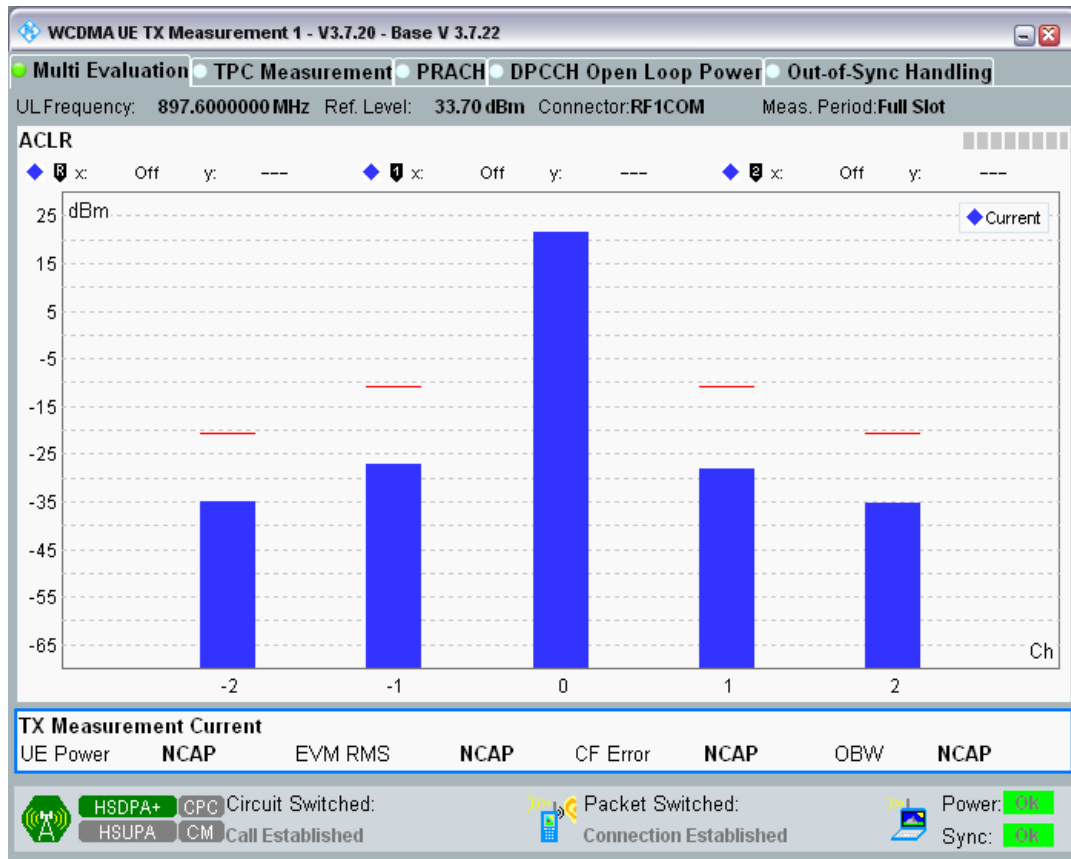 WCDMA UE TX Measurement 1 - V3.7.20 - Base V 3.7.22
Multi Evaluation TPC Measurement PRACH DPCCH Open Loop Power Out-of-Sync Handling
UL Frequency: 897.6000000 MHz Ref. Level: 33.70 dBm Connector:RF1COM Meas. Period:Full Slot
ACLR
R x: Off y: --- 1 x: Off y: --- 2 x: Off y: ---
dBm
Current
25
15
5
-5
-15
-25
-35
-45
-55
-65
Ch
-2 -1 0 1 2
TX Measurement Current
UE Power NCAP EVM RMS NCAP CF Error NCAP OBW NCAP
HSDPA+ CPC Circuit Switched: Packet Switched: Power: Ok
HSUPA CM Call Established Connection Established Sync: Ok